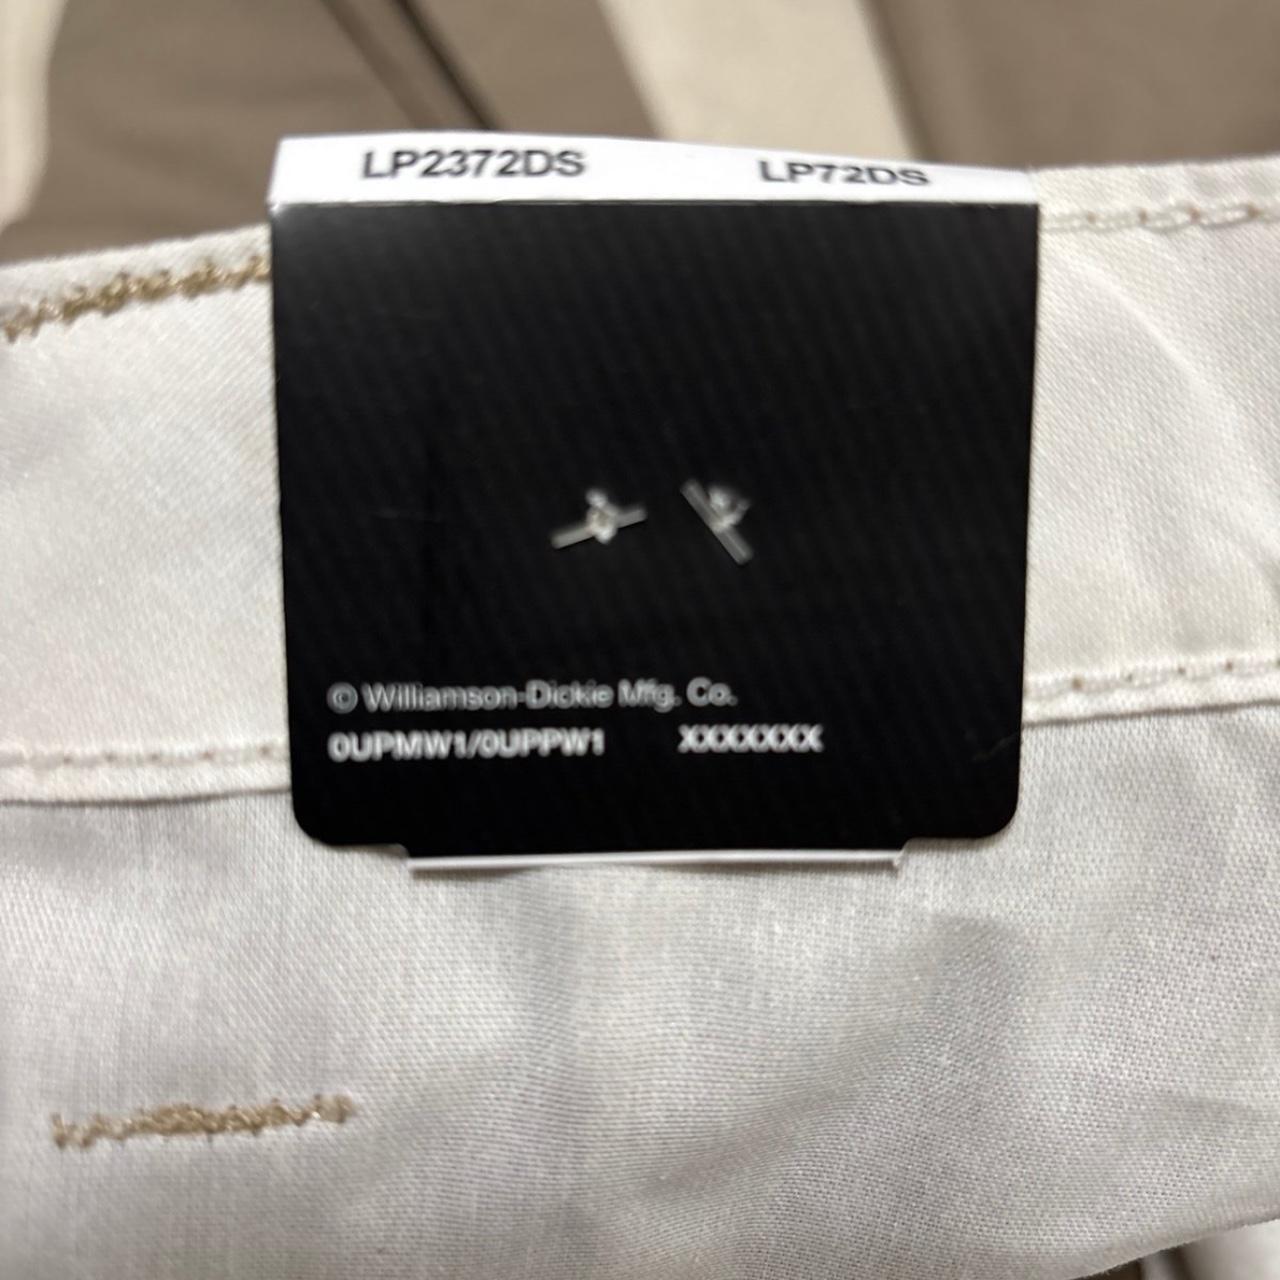 LP2372DS LP72DS
© Williamson-Dickie Mfg. Co.
0UPMW1/0UPPW1 XXXXXXX